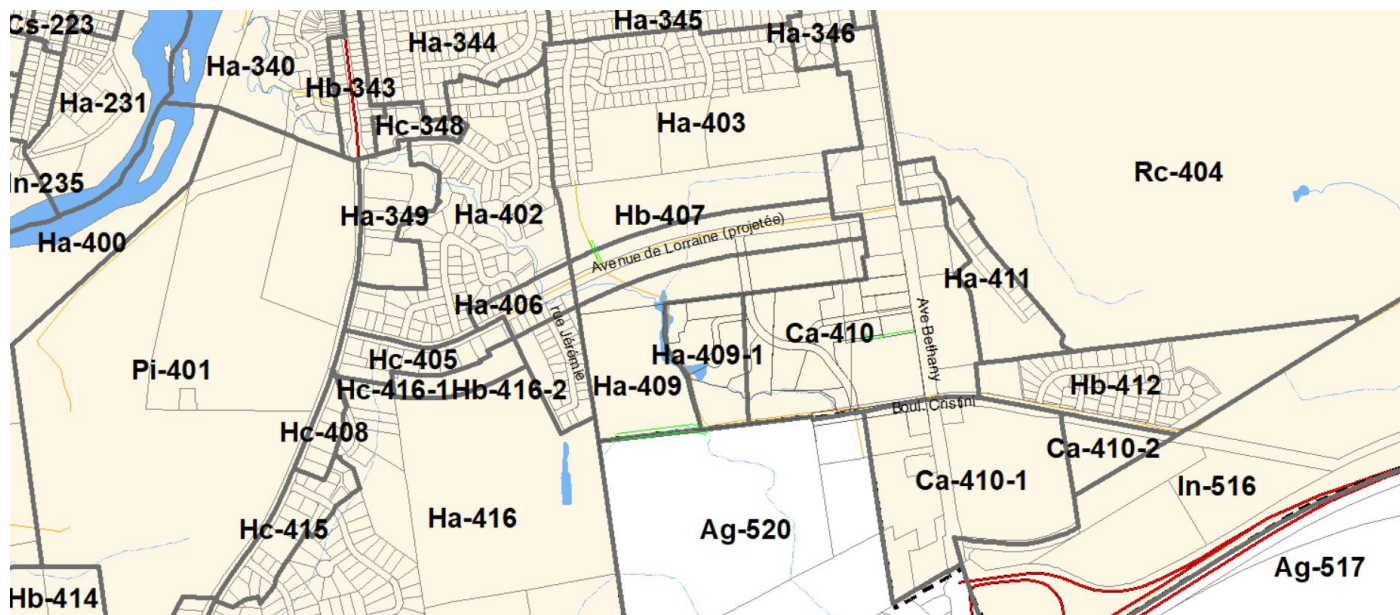 Cs-223
Ha-344
Ha-345
Ha-346
Ha-340
Hb-343
Ha-231
Hc-348
Ha-403
Rc-404
In-235
Ha-349
Ha-402
Hb-407
Ha-400
Avenue de Lorraine (projetée)
Ha-411
Ha-406
rue Jérémie
Ca-410
Ave Bethany
Hc-405
Ha-409-1
Pi-401
Hc-416-1
Hb-416-2
Ha-409
Hb-412
Boul. Cristini
Hc-408
Ca-410-2
Ca-410-1
In-516
Ha-416
Hc-415
Ag-520
Ag-517
Hb-414